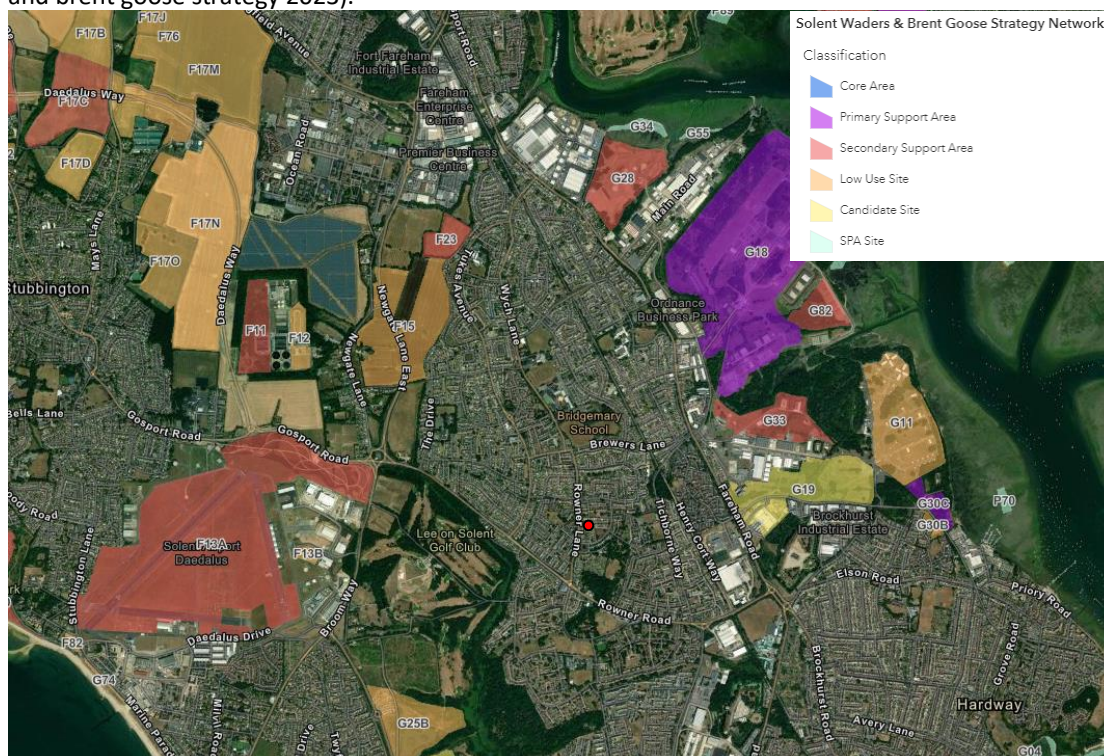 and brent goose strategy 2023).
Solent Waders & Brent Goose Strategy Network
Classification
Core Area
Primary Support Area
Secondary Support Area
Low Use Site
Candidate Site
SPA Site
F17J
F17B
F76
F17M
Daedalus Way
F17C
F17D
Fort Fareham
Industrial Estate
Fareham
Enterprise
Centre
Premier Business
Centre
Ocean Road
G34
G55
G28
Main Road
Mays Lane
F17N
F17O
Daedalus Way
Stubbington
F23
Tukes Avenue
Wych Lane
G18
Ordnance
Business Park
G82
F11
F12
Newgate Lane
Newgate Lane East
F15
The Drive
Bells Lane
Gosport Road
Gosport Road
Bridgemary
School
Brewers Lane
G33
G11
G19
G30C
G30B
P70
Brockhurst
Industrial Estate
Fareham Road
Rowner Lane
Tichborne Way
Henry Cort Way
Lee on Solent
Golf Club
F13A
Daedalus
F13B
Stubbington Lane
Broom Way
Elson Road
Priory Road
Rowner Road
Daedalus Drive
F82
G74
Marine Parad
G25B
Brockhurst Road
Grove Road
Hardway
Avery Lane
G04